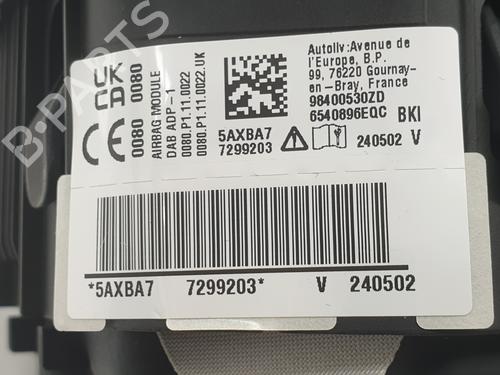 UK
CA
0080
CE
0080
AIRBAG MODULE
DAB ADP-1
0080.P1.11.0022
0080.P1.11.0022.UK
5AXBA7
7299203
Autoliv:Avenue de
l'Europe, B.P.
99, 76220 Gournay-
en-Bray, France
98400530ZD
6540896EQC BKI
240502 V
*5AXBA7 7299203* V 240502
B-PARTS